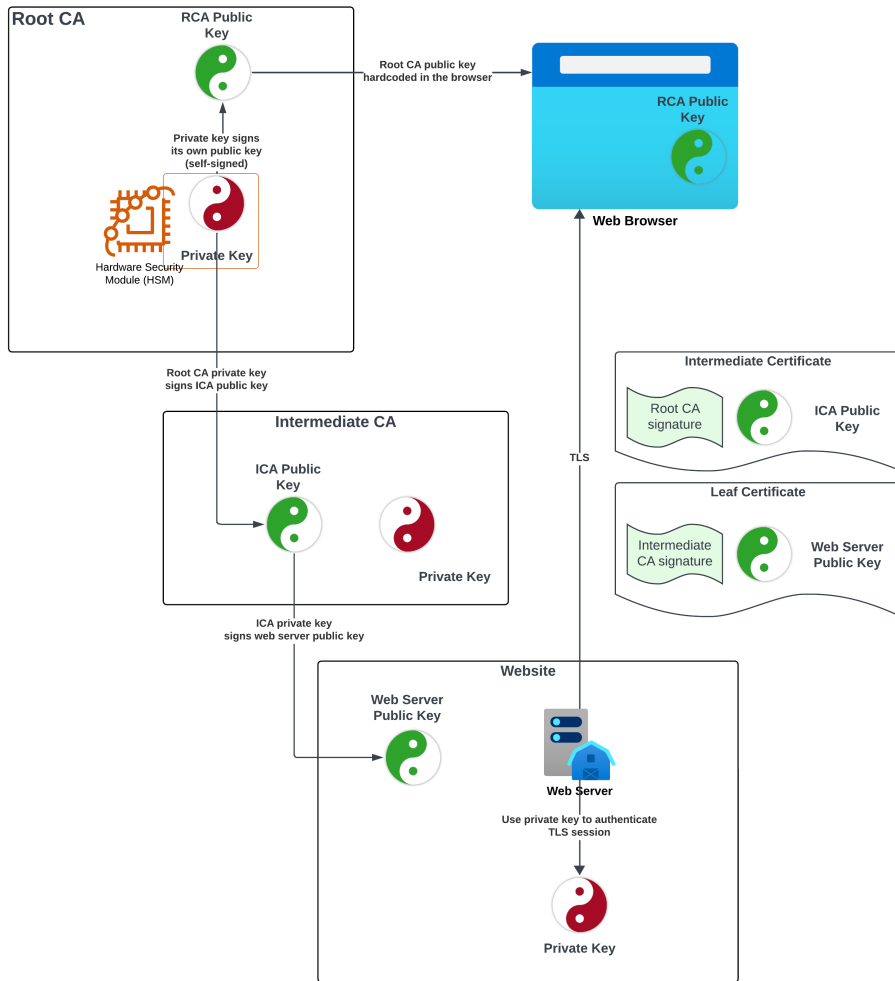 Root CA
RCA Public
Key
Root CA public key
hardcoded in the browser
RCA Public
Key
Private key signs
its own public key
(self-signed)
Web Browser
Private Key
Hardware Security
Module (HSM)
Root CA private key
signs ICA public key
Intermediate Certificate
Root CA
signature
ICA Public
Key
Intermediate CA
ICA Public
Key
TLS
Leaf Certificate
Intermediate
CA signature
Web Server
Public Key
Private Key
ICA private key
signs web server public key
Website
Web Server
Public Key
Web Server
Use private key to authenticate
TLS session
Private Key